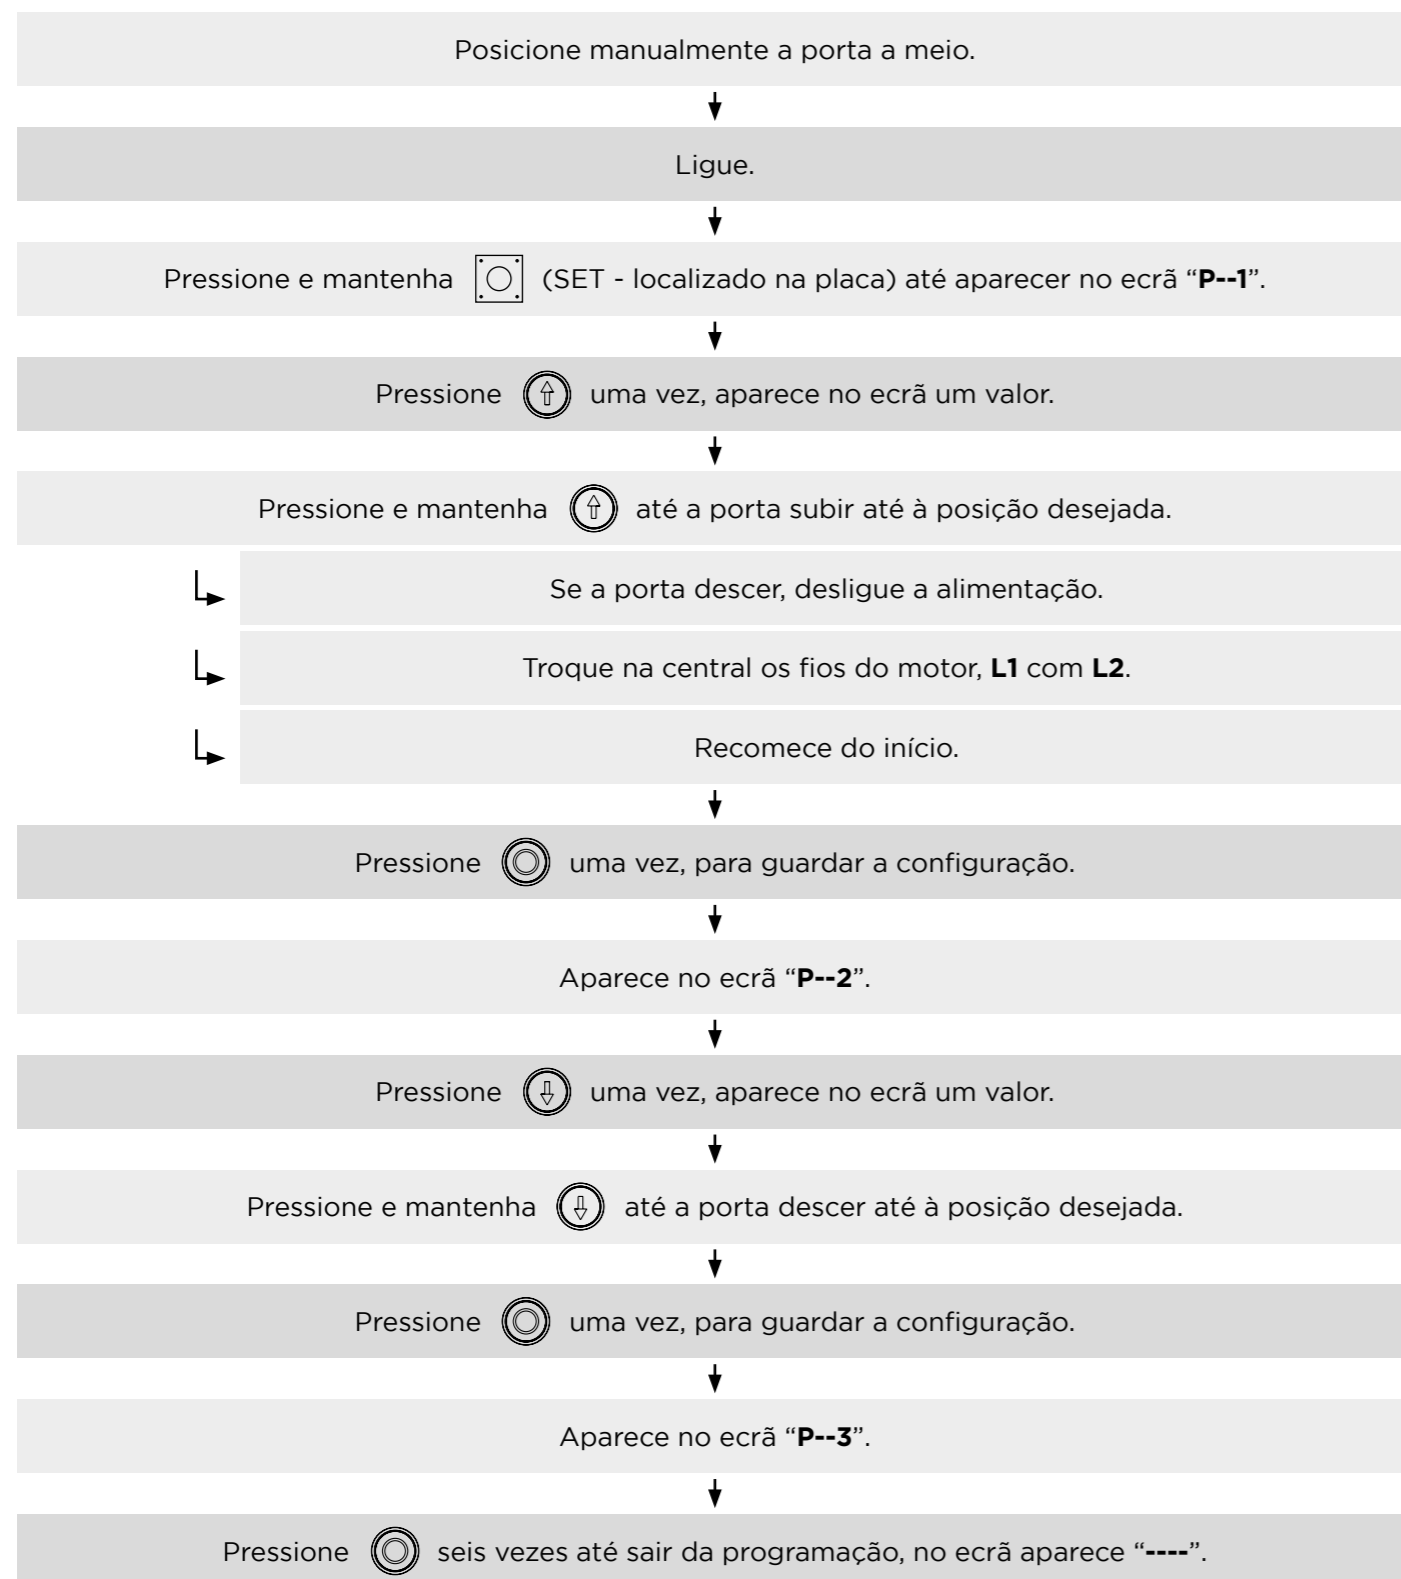 Posicione manualmente a porta a meio.
Ligue.
Pressione e mantenha (SET - localizado na placa) até aparecer no ecrã “P--1”.
Pressione uma vez, aparece no ecrã um valor.
Pressione e mantenha até a porta subir até à posição desejada.
Se a porta descer, desligue a alimentação.
Troque na central os fios do motor, L1 com L2.
Recomece do início.
Pressione uma vez, para guardar a configuração.
Aparece no ecrã “P--2”.
Pressione uma vez, aparece no ecrã um valor.
Pressione e mantenha até a porta descer até à posição desejada.
Pressione uma vez, para guardar a configuração.
Aparece no ecrã “P--3”.
Pressione seis vezes até sair da programação, no ecrã aparece “----”.